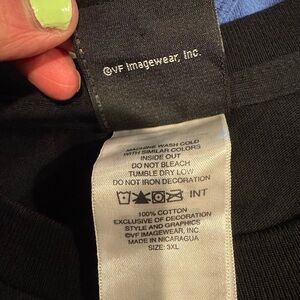 ©VF Imagewear, Inc.
MACHINE WASH COLD
WITH SIMILAR COLORS
INSIDE OUT
DO NOT BLEACH
TUMBLE DRY LOW
DO NOT IRON DECORATION
INT
100% COTTON
EXCLUSIVE OF DECORATION
STYLE AND GRAPHICS
©VF IMAGEWEAR, INC.
MADE IN NICARAGUA
SIZE: 3XL